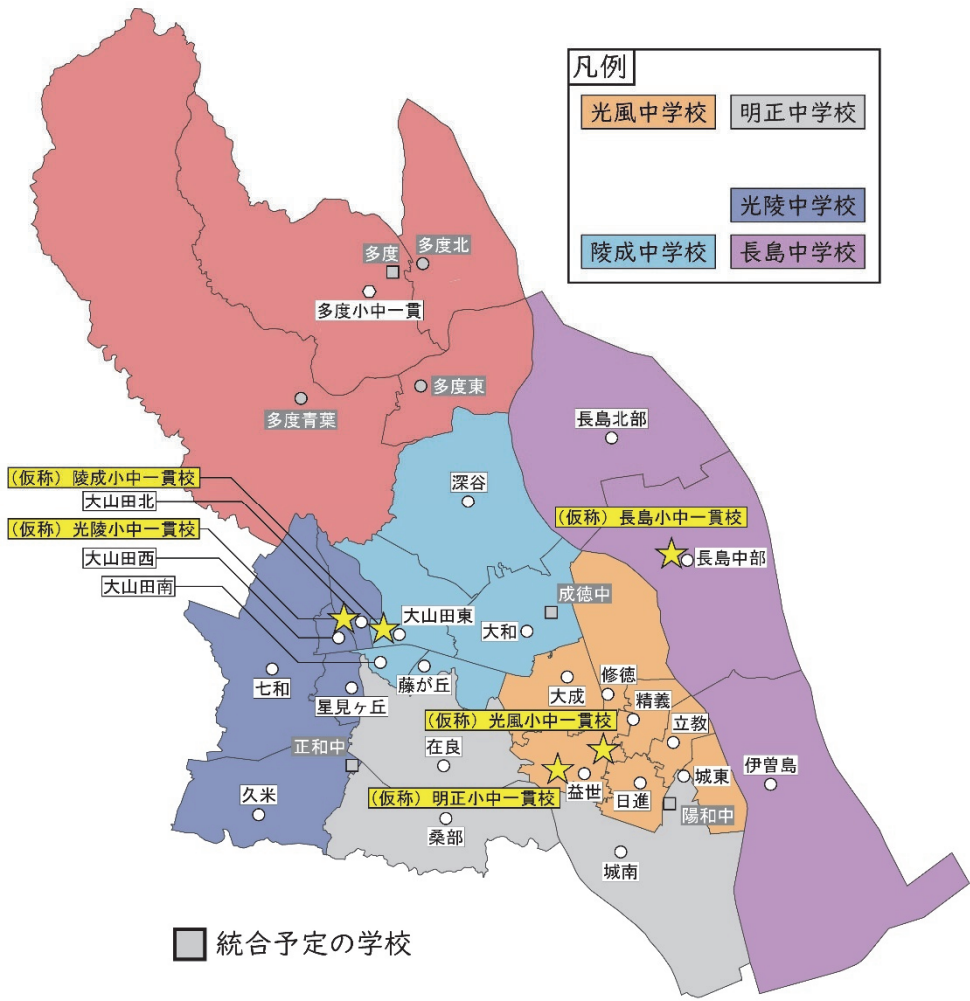 凡例
光風中学校
明正中学校
光陵中学校
陵成中学校
長島中学校
多度
多度北
多度小中一貫
多度東
多度青葉
長島北部
(仮称)陵成小中一貫校
大山田北
(仮称)光陵小中一貫校
大山田西
大山田南
深谷
(仮称)長島小中一貫校
長島中部
成徳中
大山田東
大和
七和
星見ヶ丘
藤が丘
大成
修徳
精義
(仮称)光風小中一貫校
立教
正和中
在良
城東
伊曽島
久米
(仮称)明正小中一貫校
益世
日進
陽和中
桑部
城南
統合予定の学校